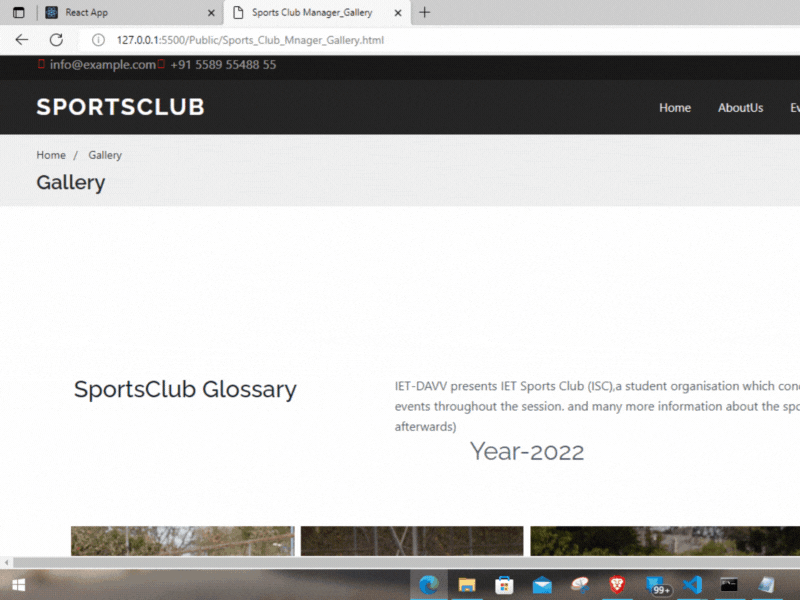 React App
Sports Club Manager_Gallery
127.0.0.1:5500/Public/Sports_Club_Mnager_Gallery.html
info@example.com +91 5589 55488 55
SPORTSCLUB
Home AboutUs Ev
Home / Gallery
Gallery
SportsClub Glossary
IET-DAVV presents IET Sports Club (ISC),a student organisation which con
events throughout the session. and many more information about the spo
afterwards)
Year-2022
99+